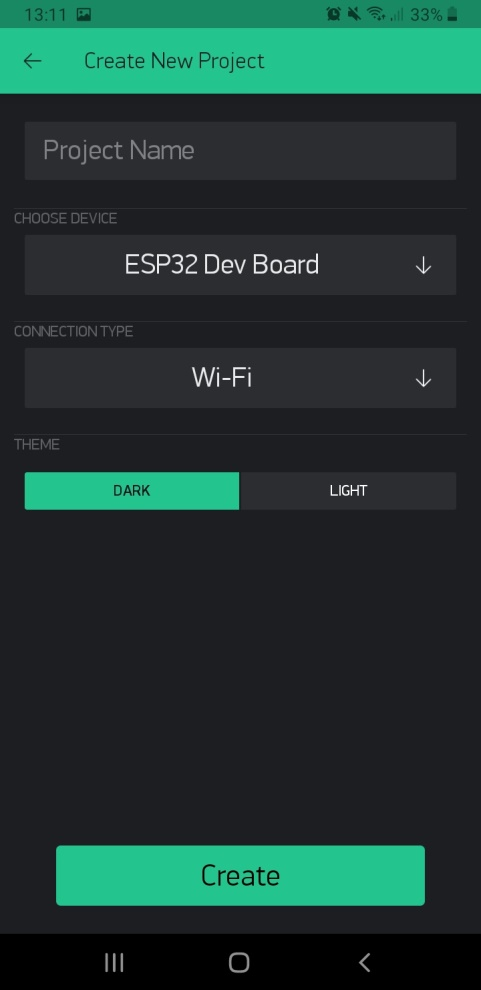 13:11 33%
Create New Project
Project Name
CHOOSE DEVICE
ESP32 Dev Board
CONNECTION TYPE
Wi-Fi
THEME
DARK LIGHT
Create